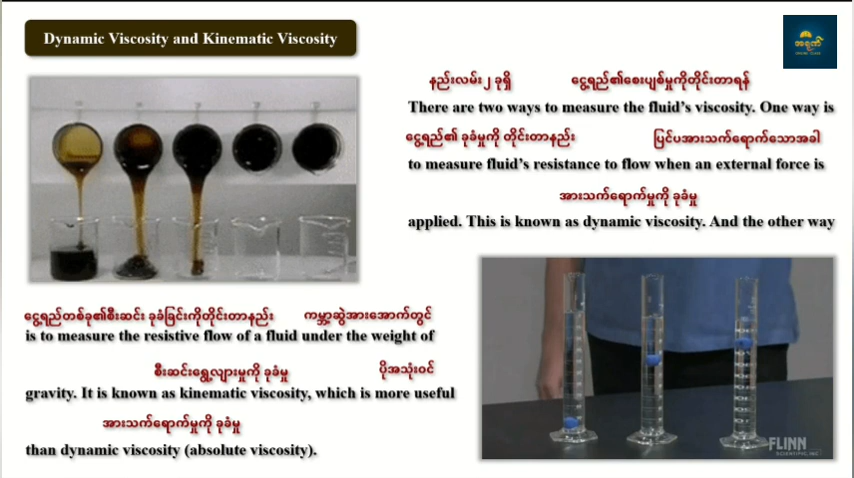 Dynamic Viscosity and Kinematic Viscosity
အရုဏ်
ONLINE CLASS
နည်းလမ်း၂ ခုရှိ ငွေ့ရည်၏စေးပျစ်မှုကိုတိုင်းတာရန်
There are two ways to measure the fluid's viscosity. One way is
ငွေ့ရည်၏ ခုခံမှုကို တိုင်းတာနည်း ပြင်ပအားသက်ရောက်သောအခါ
to measure fluid's resistance to flow when an external force is
အားသက်ရောက်မှုကို ခုခံမှု
applied. This is known as dynamic viscosity. And the other way
ငွေ့ရည်တစ်ခု၏စီးဆင်း ခုခံခြင်းကိုတိုင်းတာနည်း ကမ္ဘာ့ဆွဲအားအောက်တွင်
is to measure the resistive flow of a fluid under the weight of
စီးဆင်းရွေ့လျားမှုကို ခုခံမှု ပိုအသုံးဝင်
gravity. It is known as kinematic viscosity, which is more useful
အားသက်ရောက်မှုကို ခုခံမှု
than dynamic viscosity (absolute viscosity).
FLINN
SCIENTIFIC, INC.